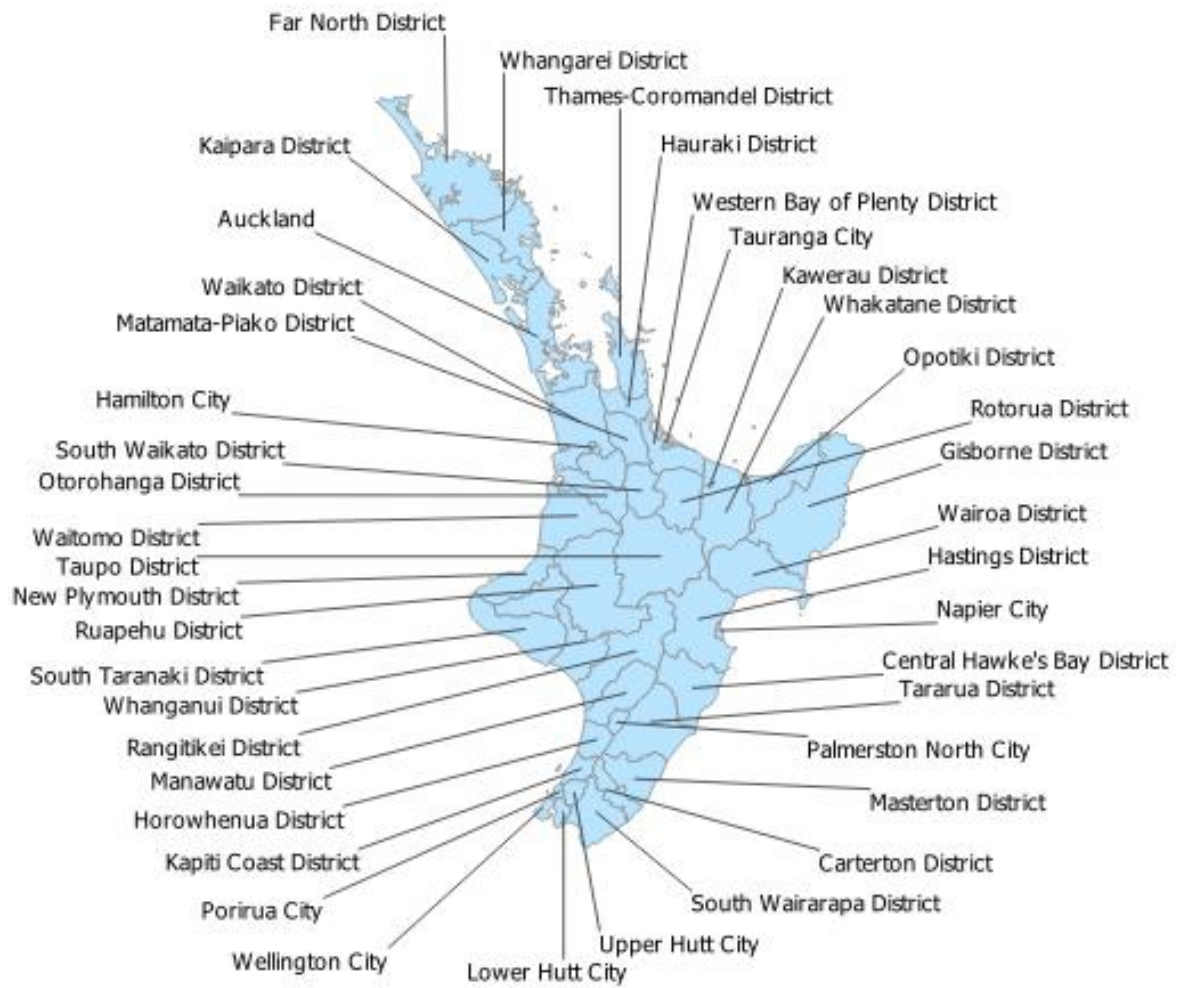 Far North District
Whangarei District
Thames-Coromandel District
Kaipara District
Hauraki District
Western Bay of Plenty District
Auckland
Tauranga City
Kawerau District
Waikato District
Whakatane District
Matamata-Piako District
Opotiki District
Hamilton City
Rotorua District
South Waikato District
Gisborne District
Otorohanga District
Wairoa District
Waitomo District
Hastings District
Taupo District
New Plymouth District
Napier City
Ruapehu District
Central Hawke's Bay District
South Taranaki District
Tararua District
Whanganui District
Rangitikei District
Palmerston North City
Manawatu District
Masterton District
Horowhenua District
Kapiti Coast District
Carterton District
South Wairarapa District
Porirua City
Upper Hutt City
Wellington City
Lower Hutt City